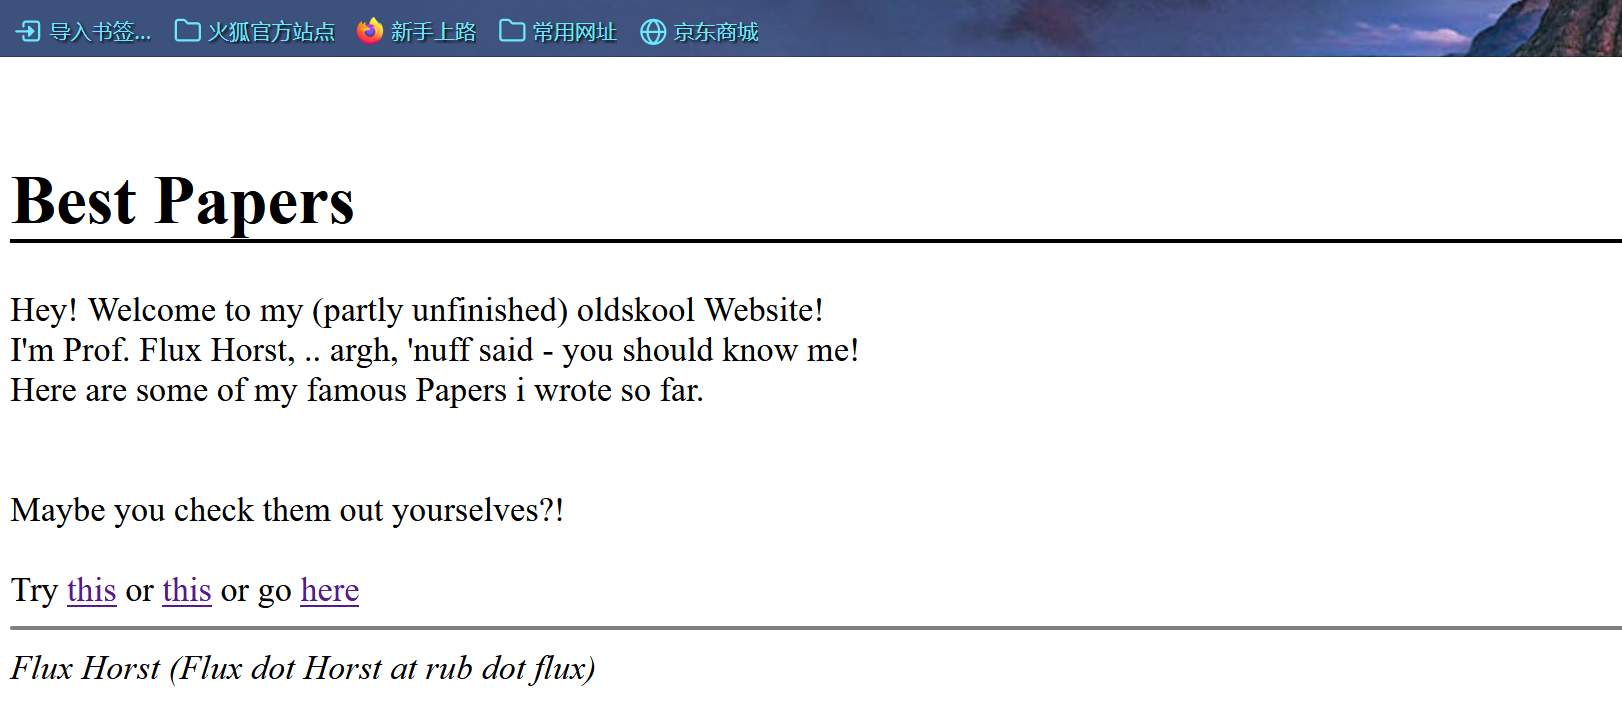 导入书签... 火狐官方站点 新手上路 常用网址 京东商城
Best Papers
Hey! Welcome to my (partly unfinished) oldskool Website!
I'm Prof. Flux Horst, .. argh, 'nuff said - you should know me!
Here are some of my famous Papers i wrote so far.
Maybe you check them out yourselves?!
Try this or this or go here
Flux Horst (Flux dot Horst at rub dot flux)